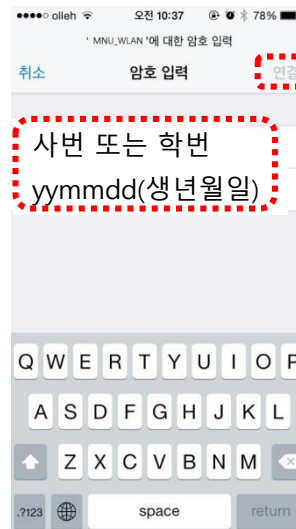 olleh 오전 10:37 78%
' MNU_WLAN '에 대한 암호 입력
취소 암호 입력 연결
사번 또는 학번
yymmdd(생년월일)
Q W E R T Y U I O P
A S D F G H J K L
Z X C V B N M
.?123 space return